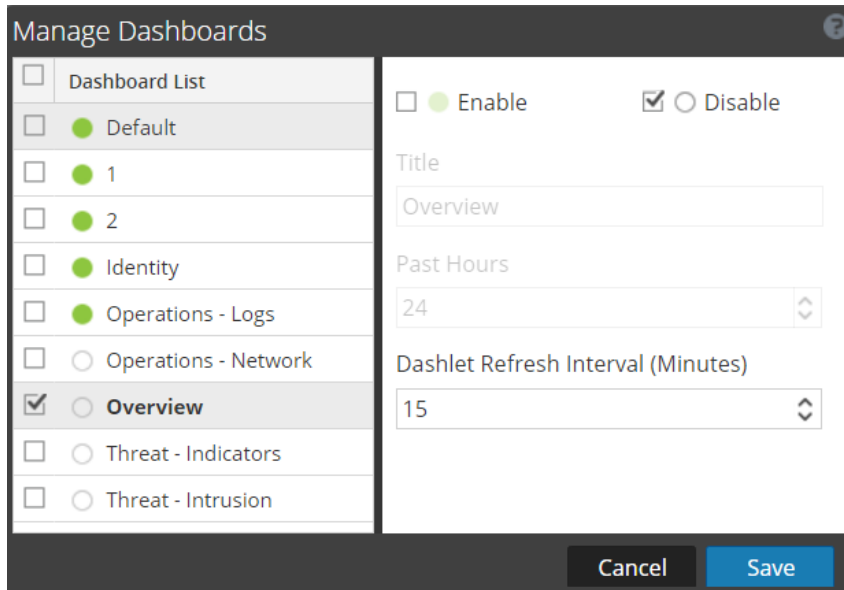 Manage Dashboards
?
Dashboard List
Default
1
2
Identity
Operations - Logs
Operations - Network
Overview
Threat - Indicators
Threat - Intrusion
Enable
Disable
Title
Overview
Past Hours
24
Dashlet Refresh Interval (Minutes)
15
Cancel
Save